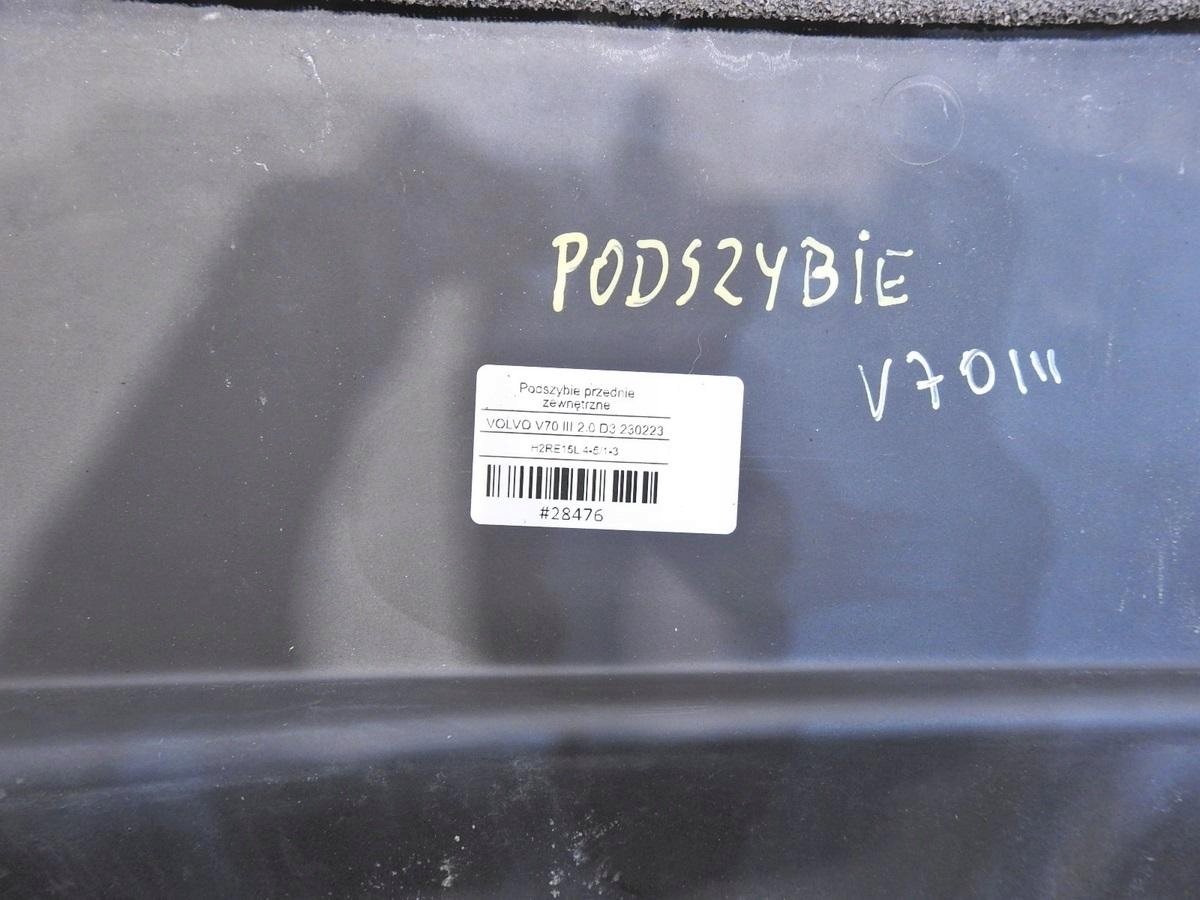 PODSZYBiE
V70III
Podszybie przednie
zewnętrzne
VOLVO V70 III 2.0 D3 230223
H2RE15L 4-5/1-3
#28476